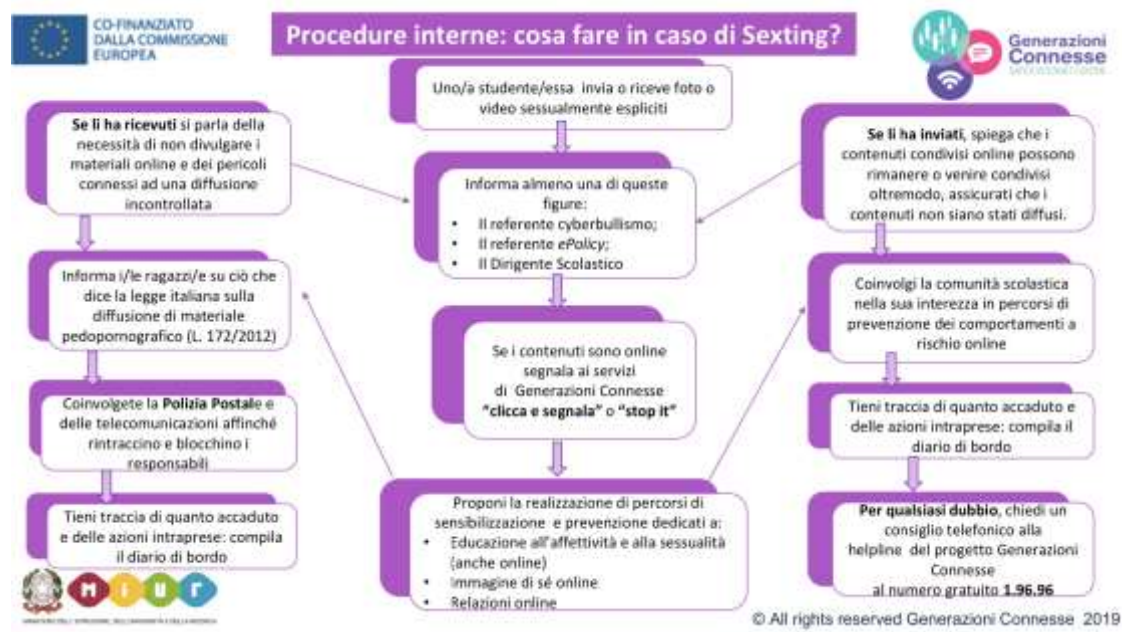 CO-FINANZIATO
DALLA COMMISSIONE
EUROPEA
Procedure interne: cosa fare in caso di Sexting?
Generazioni
Connesse
Uno/a studente/essa invia o riceve foto o
video sessualmente espliciti
Se li ha ricevuti si parla della
necessità di non divulgare i
materiali online e dei pericoli
connessi ad una diffusione
incontrollata
Informa i/le ragazzi/e su ciò che
dice la legge italiana sulla
diffusione di materiale
pedopornografico (L. 172/2012)
Coinvolgete la Polizia Postale e
delle telecomunicazioni affinché
rintraccino e blocchino i
responsabili
Tieni traccia di quanto accaduto
e delle azioni intraprese: compila
il diario di bordo
Informa almeno una di queste
figure:
• Il referente cyberbullismo;
• Il referente ePolicy;
• Il Dirigente Scolastico
Se i contenuti sono online
segnala ai servizi
di Generazioni Connesse
"clicca e segnala" o "stop it"
Proponi la realizzazione di percorsi di
sensibilizzazione e prevenzione dedicati a:
• Educazione all'affettività e alla sessualità
(anche online)
• Immagine di sé online
• Relazioni online
Se li ha inviati, spiega che i
contenuti condivisi online possono
rimanere o venire condivisi
oltremodo, assicurati che i
contenuti non siano stati diffusi.
Coinvolgi la comunità scolastica
nella sua interezza in percorsi di
prevenzione dei comportamenti a
rischio online
Tieni traccia di quanto accaduto e
delle azioni intraprese: compila il
diario di bordo
Per qualsiasi dubbio, chiedi un
consiglio telefonico alla
helpline del progetto Generazioni
Connesse
al numero gratuito 1.96.96
miur
© All rights reserved Generazioni Connesse 2019